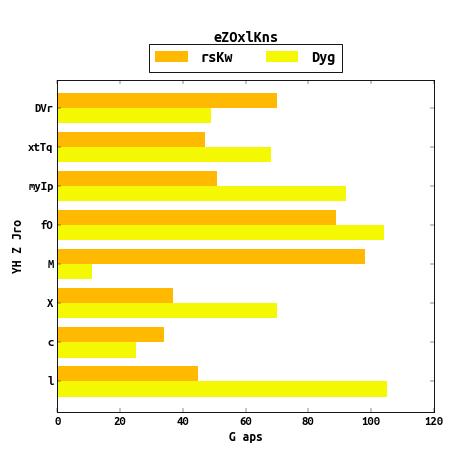 eZOxlKns
rsKw Dyg
DVr
xtTq
myIp
fO
M
X
c
l
YH Z Jro
0 20 40 60 80 100 120
G aps